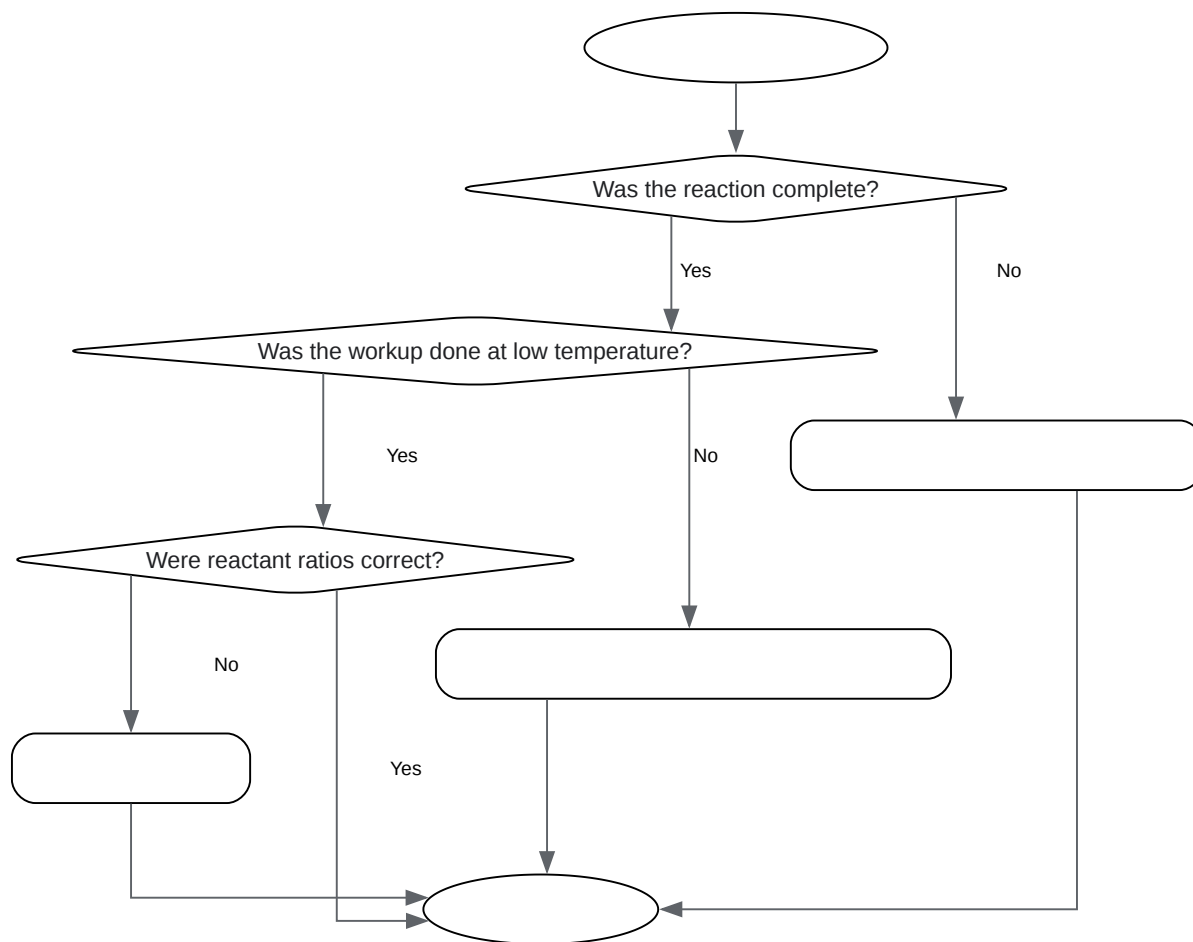 Was the reaction complete?
Yes
No
Was the workup done at low temperature?
Yes
No
Were reactant ratios correct?
No
Yes